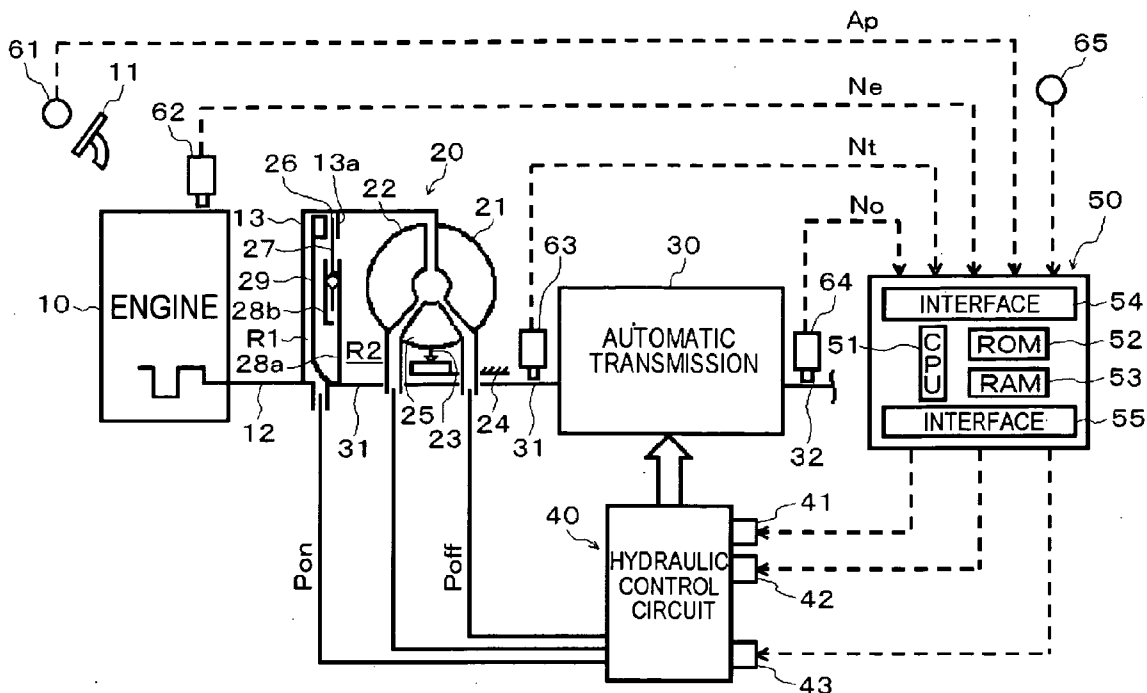 61
11
Ap
65
62
Ne
Nt
No
20
26
13a
22
21
13
27
29
28b
R1
28a
R2
63
30
64
50
10
ENGINE
AUTOMATIC
TRANSMISSION
INTERFACE
54
51
CPU
ROM
52
RAM
53
INTERFACE
55
12
31
25
23
24
31
32
40
41
HYDRAULIC
CONTROL
CIRCUIT
42
43
Pon
Poff